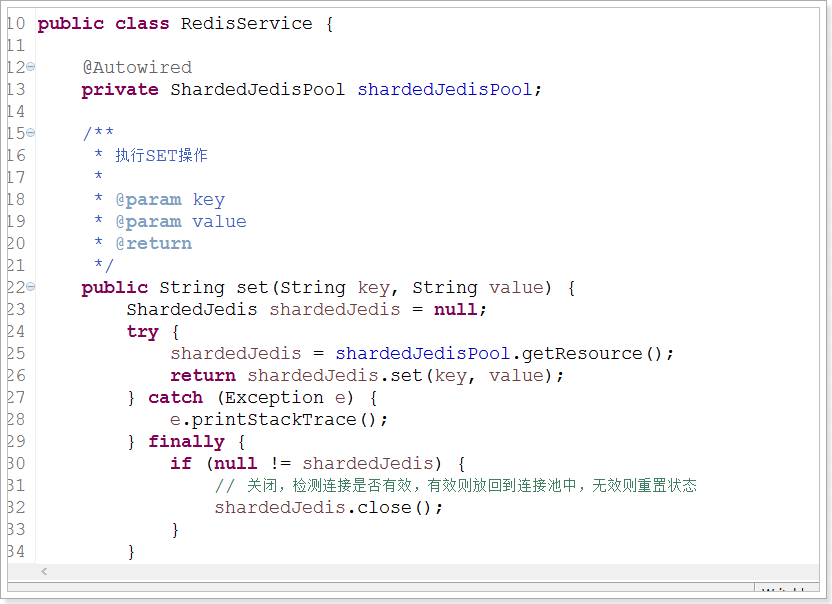 10 public class RedisService {
11
12 @Autowired
13 private ShardedJedisPool shardedJedisPool;
14
15 /**
16 * 执行SET操作
17 *
18 * @param key
19 * @param value
20 * @return
21 */
22 public String set(String key, String value) {
23 ShardedJedis shardedJedis = null;
24 try {
25 shardedJedis = shardedJedisPool.getResource();
26 return shardedJedis.set(key, value);
27 } catch (Exception e) {
28 e.printStackTrace();
29 } finally {
30 if (null != shardedJedis) {
31 // 关闭，检测连接是否有效，有效则放回到连接池中，无效则重置状态
32 shardedJedis.close();
33 }
34 }